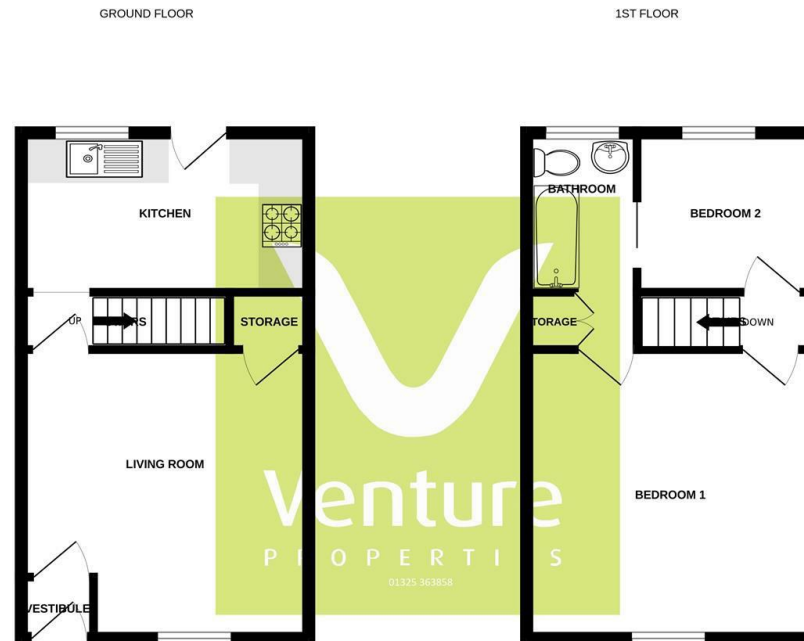 GROUND FLOOR
1ST FLOOR
BATHROOM
KITCHEN
BEDROOM 2
UP
STORAGE
TORAGE
DOWN
LIVING ROOM
BEDROOM 1
Venture
PROPERTIES
01325 363858
VESTIBULE